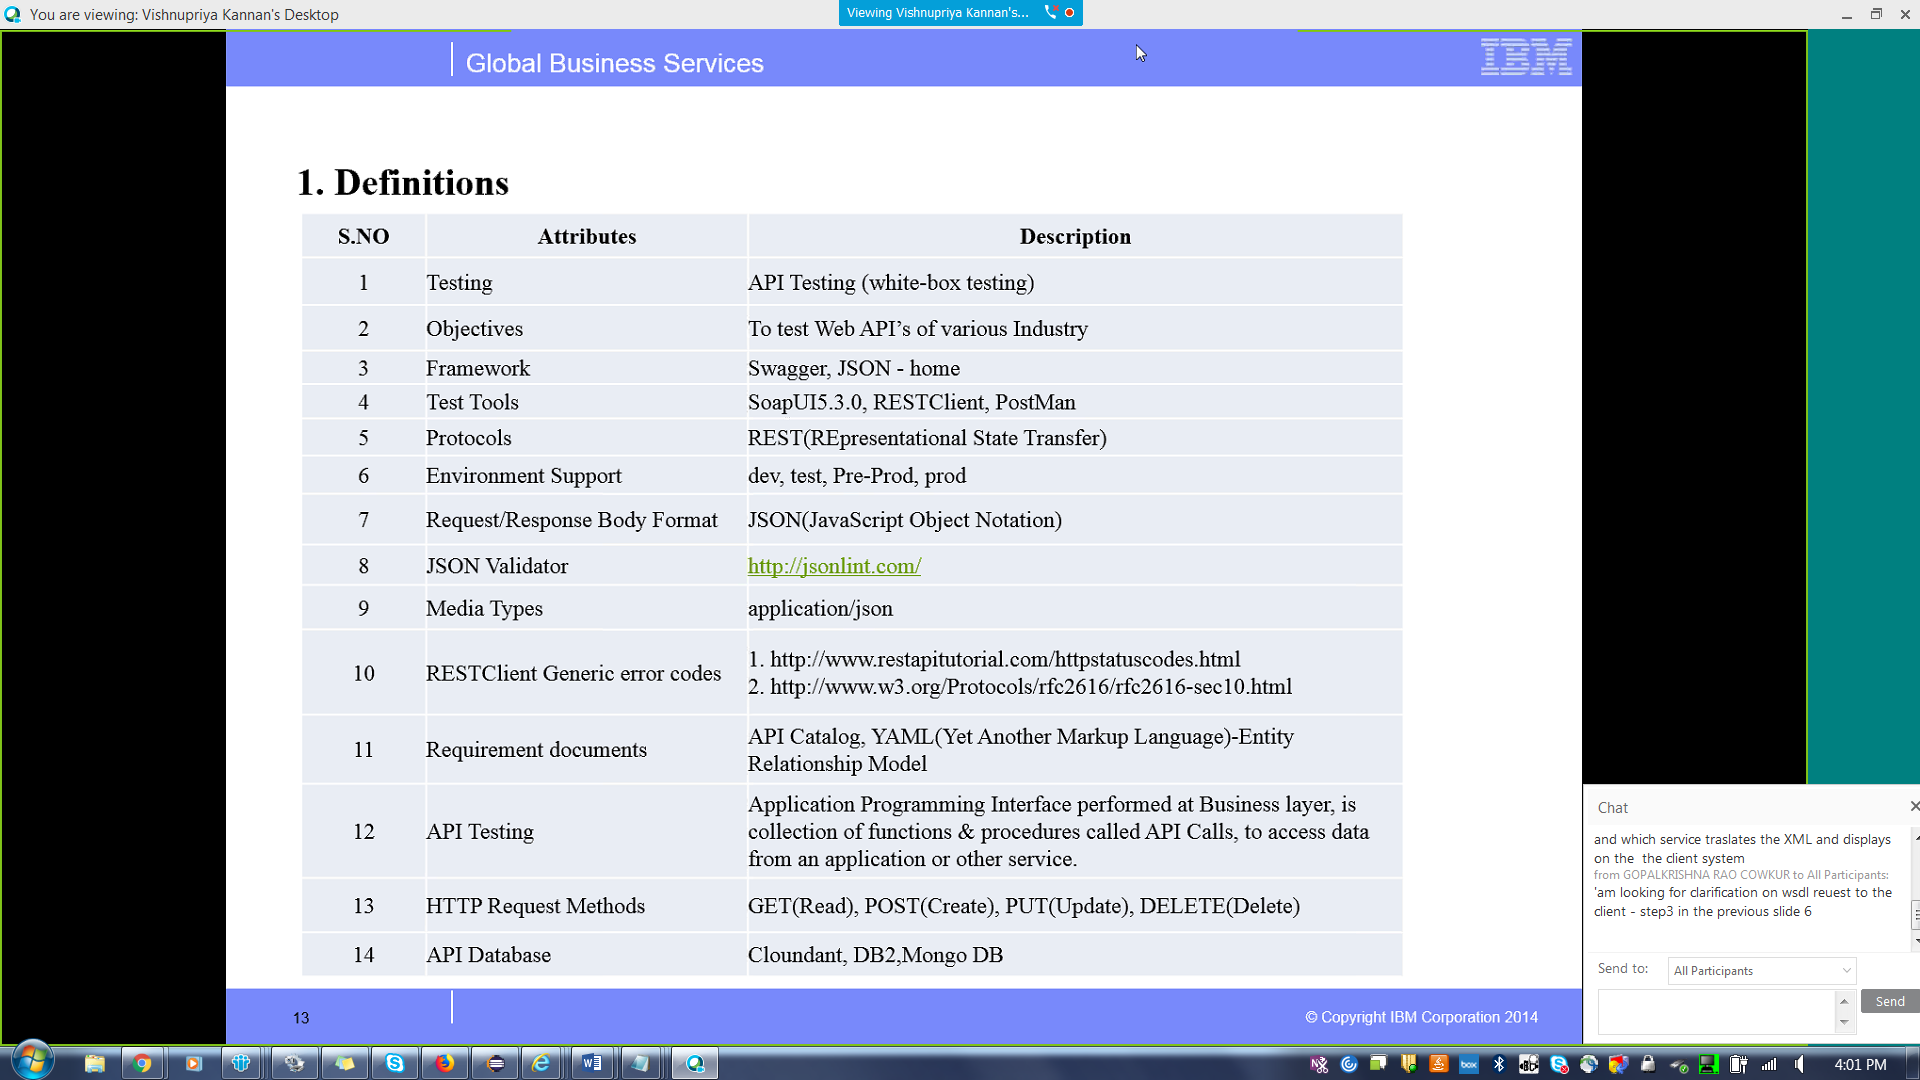 You are viewing: Vishnupriya Kannan's Desktop
Viewing Vishnupriya Kannan's...
Global Business Services
IBM
1. Definitions
S.NO Attributes Description
1 Testing API Testing (white-box testing)
2 Objectives To test Web API’s of various Industry
3 Framework Swagger, JSON - home
4 Test Tools SoapUI5.3.0, RESTClient, PostMan
5 Protocols REST(REpresentational State Transfer)
6 Environment Support dev, test, Pre-Prod, prod
7 Request/Response Body Format JSON(JavaScript Object Notation)
8 JSON Validator http://jsonlint.com/
9 Media Types application/json
10 RESTClient Generic error codes 1. http://www.restapitutorial.com/httpstatuscodes.html
2. http://www.w3.org/Protocols/rfc2616/rfc2616-sec10.html
11 Requirement documents API Catalog, YAML(Yet Another Markup Language)-Entity
Relationship Model
12 API Testing Application Programming Interface performed at Business layer, is
collection of functions & procedures called API Calls, to access data
from an application or other service.
13 HTTP Request Methods GET(Read), POST(Create), PUT(Update), DELETE(Delete)
14 API Database Cloundant, DB2,Mongo DB
13
© Copyright IBM Corporation 2014
Chat
and which service traslates the XML and displays
on the the client system
from GOPALKRISHNA RAO COWKUR to All Participants:
'am looking for clarification on wsdl reuest to the
client - step3 in the previous slide 6
Send to: All Participants
Send
box
4:01 PM